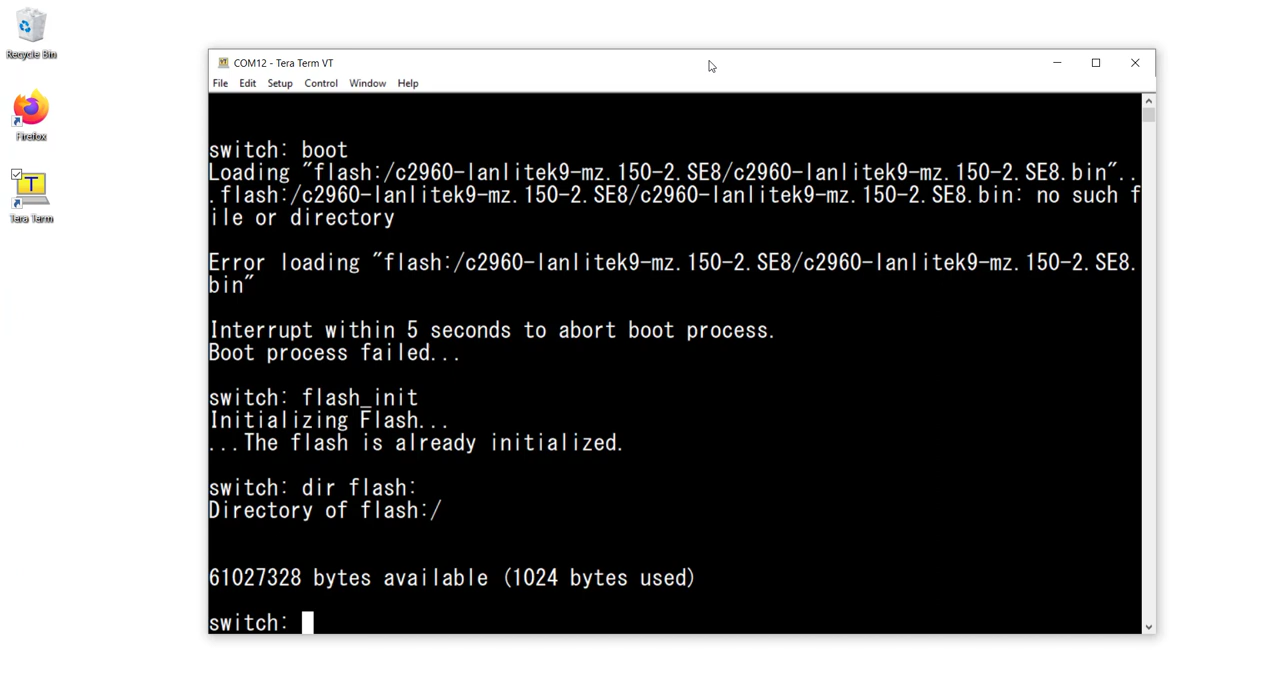 Recycle Bin
Firefox
Tera Term
COM12 - Tera Term VT
File Edit Setup Control Window Help
switch: boot
Loading "flash:/c2960-lanlitek9-mz.150-2.SE8/c2960-lanlitek9-mz.150-2.SE8.bin"..
.flash:/c2960-lanlitek9-mz.150-2.SE8/c2960-lanlitek9-mz.150-2.SE8.bin: no such f
ile or directory
Error loading "flash:/c2960-lanlitek9-mz.150-2.SE8/c2960-lanlitek9-mz.150-2.SE8.
bin"
Interrupt within 5 seconds to abort boot process.
Boot process failed...
switch: flash_init
Initializing Flash...
...The flash is already initialized.
switch: dir flash:
Directory of flash:/
61027328 bytes available (1024 bytes used)
switch: